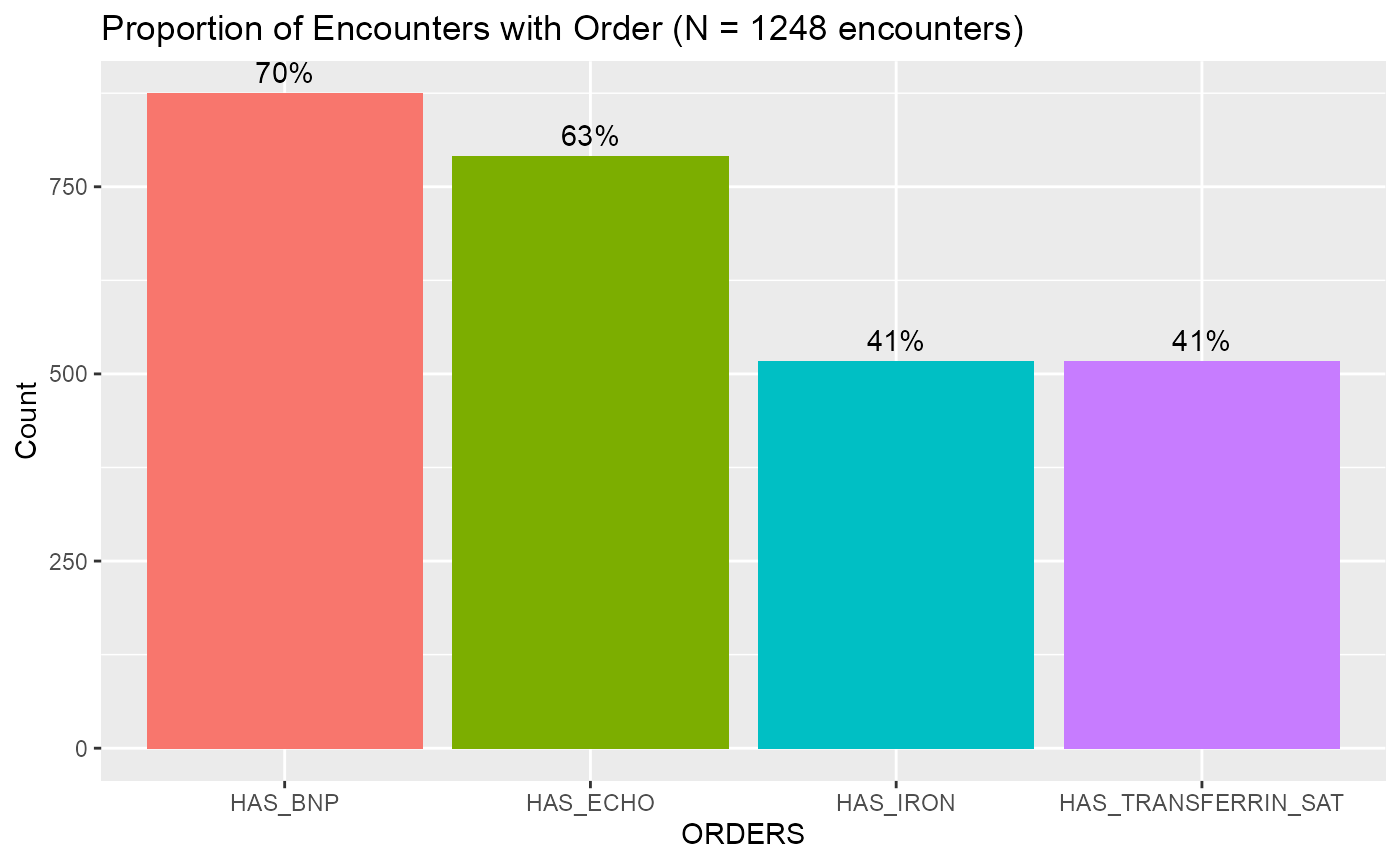 Proportion of Encounters with Order (N = 1248 encounters)
70%
63%
41%
41%
750
500
250
0
Count
HAS_BNP
HAS_ECHO
HAS_IRON
HAS_TRANSFERRIN_SAT
ORDERS